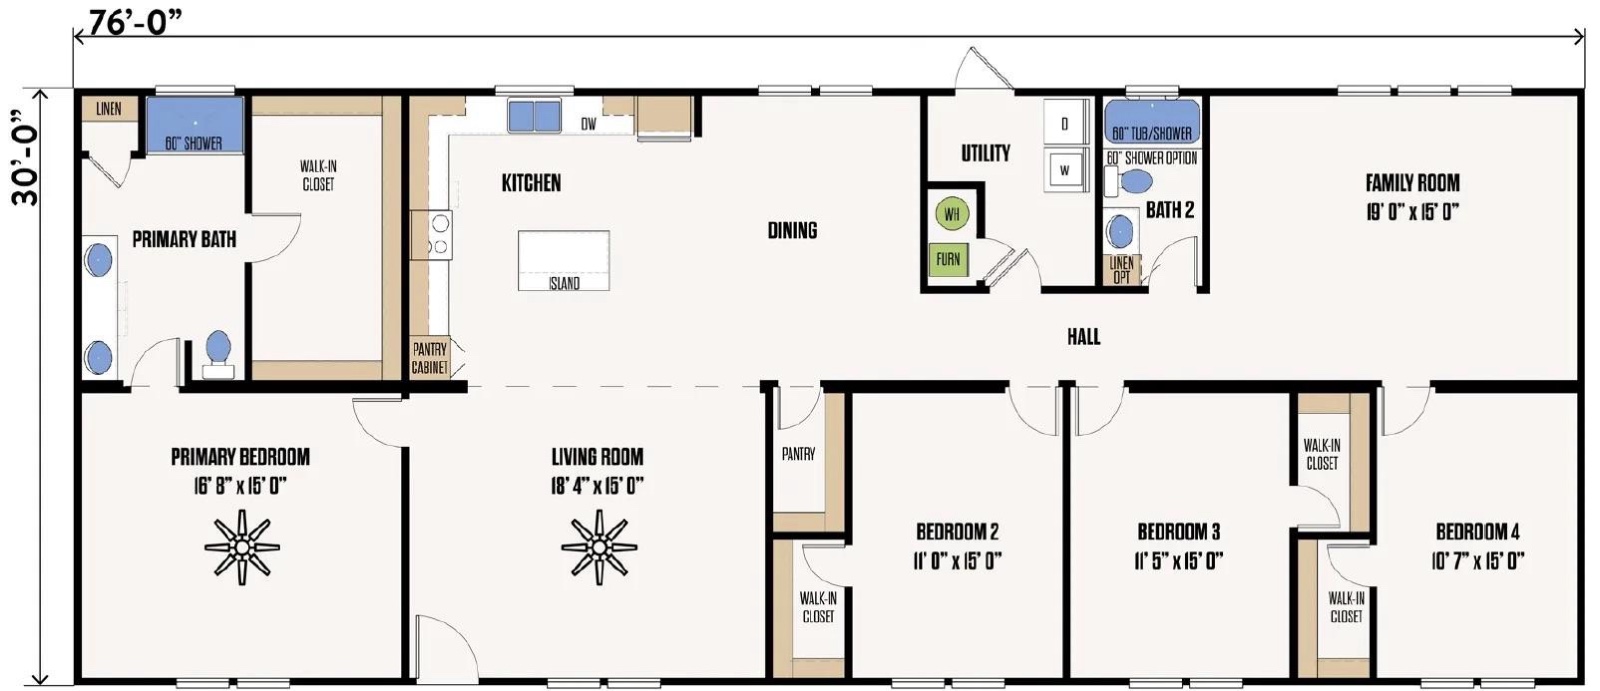 76'-0"
30'-0"
LINEN
60" SHOWER
WALK-IN
CLOSET
PRIMARY BATH
KITCHEN
DW
ISLAND
PANTRY
CABINET
DINING
UTILITY
D
W
WH
FURN
60" TUB/SHOWER
60" SHOWER OPTION
BATH 2
LINEN
OPT
FAMILY ROOM
19' 0" x 15' 0"
HALL
PRIMARY BEDROOM
16' 8" x 15' 0"
LIVING ROOM
18' 4" x 15' 0"
PANTRY
WALK-IN
CLOSET
BEDROOM 2
11' 0" x 15' 0"
BEDROOM 3
11' 5" x 15' 0"
WALK-IN
CLOSET
WALK-IN
CLOSET
BEDROOM 4
10' 7" x 15' 0"